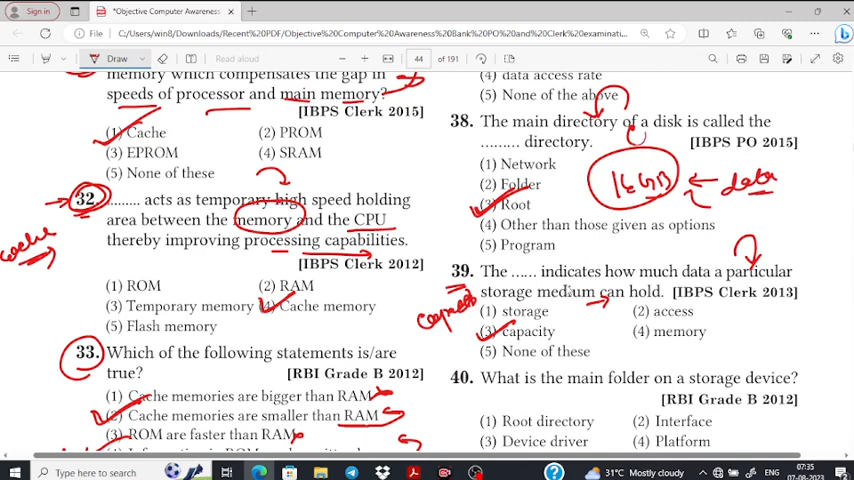 Sign in
*Objective Computer Awareness
File
C:/Users/win8/Downloads/Recent%20PDF/Objective%20Computer%20Awareness%20Bank%20PO%20and%20Clerk%20examinati...
Draw
Read aloud
44
of 191
memory which compensates the gap in
speeds of processor and main memory?
[IBPS Clerk 2015]
(1) Cache (2) PROM
(3) EPROM (4) SRAM
(5) None of these
32. ......... acts as temporary high speed holding
area between the memory and the CPU
thereby improving processing capabilities.
[IBPS Clerk 2012]
cache
(1) ROM (2) RAM
(3) Temporary memory (4) Cache memory
(5) Flash memory
33. Which of the following statements is/are
true? [RBI Grade B 2012]
(1) Cache memories are bigger than RAM
(2) Cache memories are smaller than RAM
(3) ROM are faster than RAM
(4) data access rate
(5) None of the above
38. The main directory of a disk is called the
......... directory. [IBPS PO 2015]
(1) Network
(2) Folder
(3) Root
(4) Other than those given as options
(5) Program
16GB
data
39. The ...... indicates how much data a particular
storage medium can hold. [IBPS Clerk 2013]
(1) storage (2) access
(3) capacity (4) memory
(5) None of these
40. What is the main folder on a storage device?
[RBI Grade B 2012]
(1) Root directory (2) Interface
(3) Device driver (4) Platform
Type here to search
31°C Mostly cloudy
ENG
07:35
07-08-2023